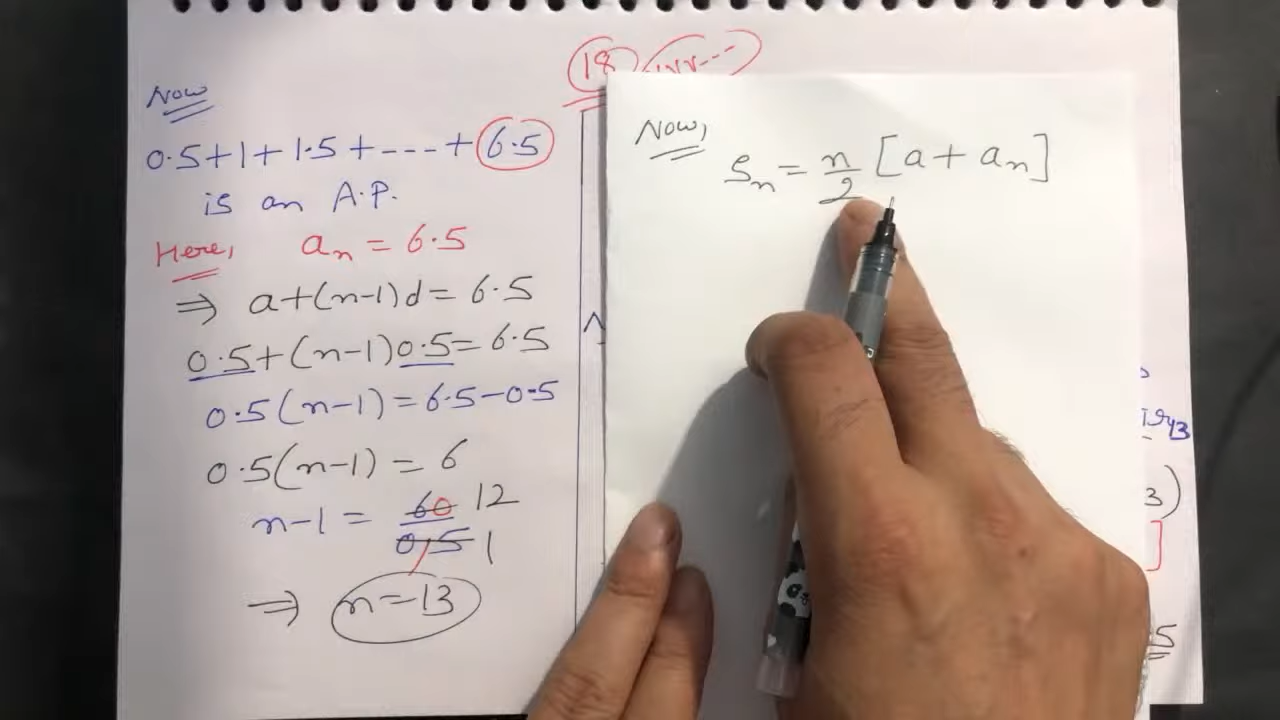 18
Now
0.5+1+1.5+---+6.5
is an A.P.
Here, aₙ = 6.5
⇒ a+(n-1)d=6.5
0.5+(n-1)0.5=6.5
0.5(n-1)=6.5-0.5
0.5(n-1)=6
n-1= 60/0.5 12/1
⇒ n=13
Now,
Sₙ = n/2 [a+aₙ]
3)
]
5